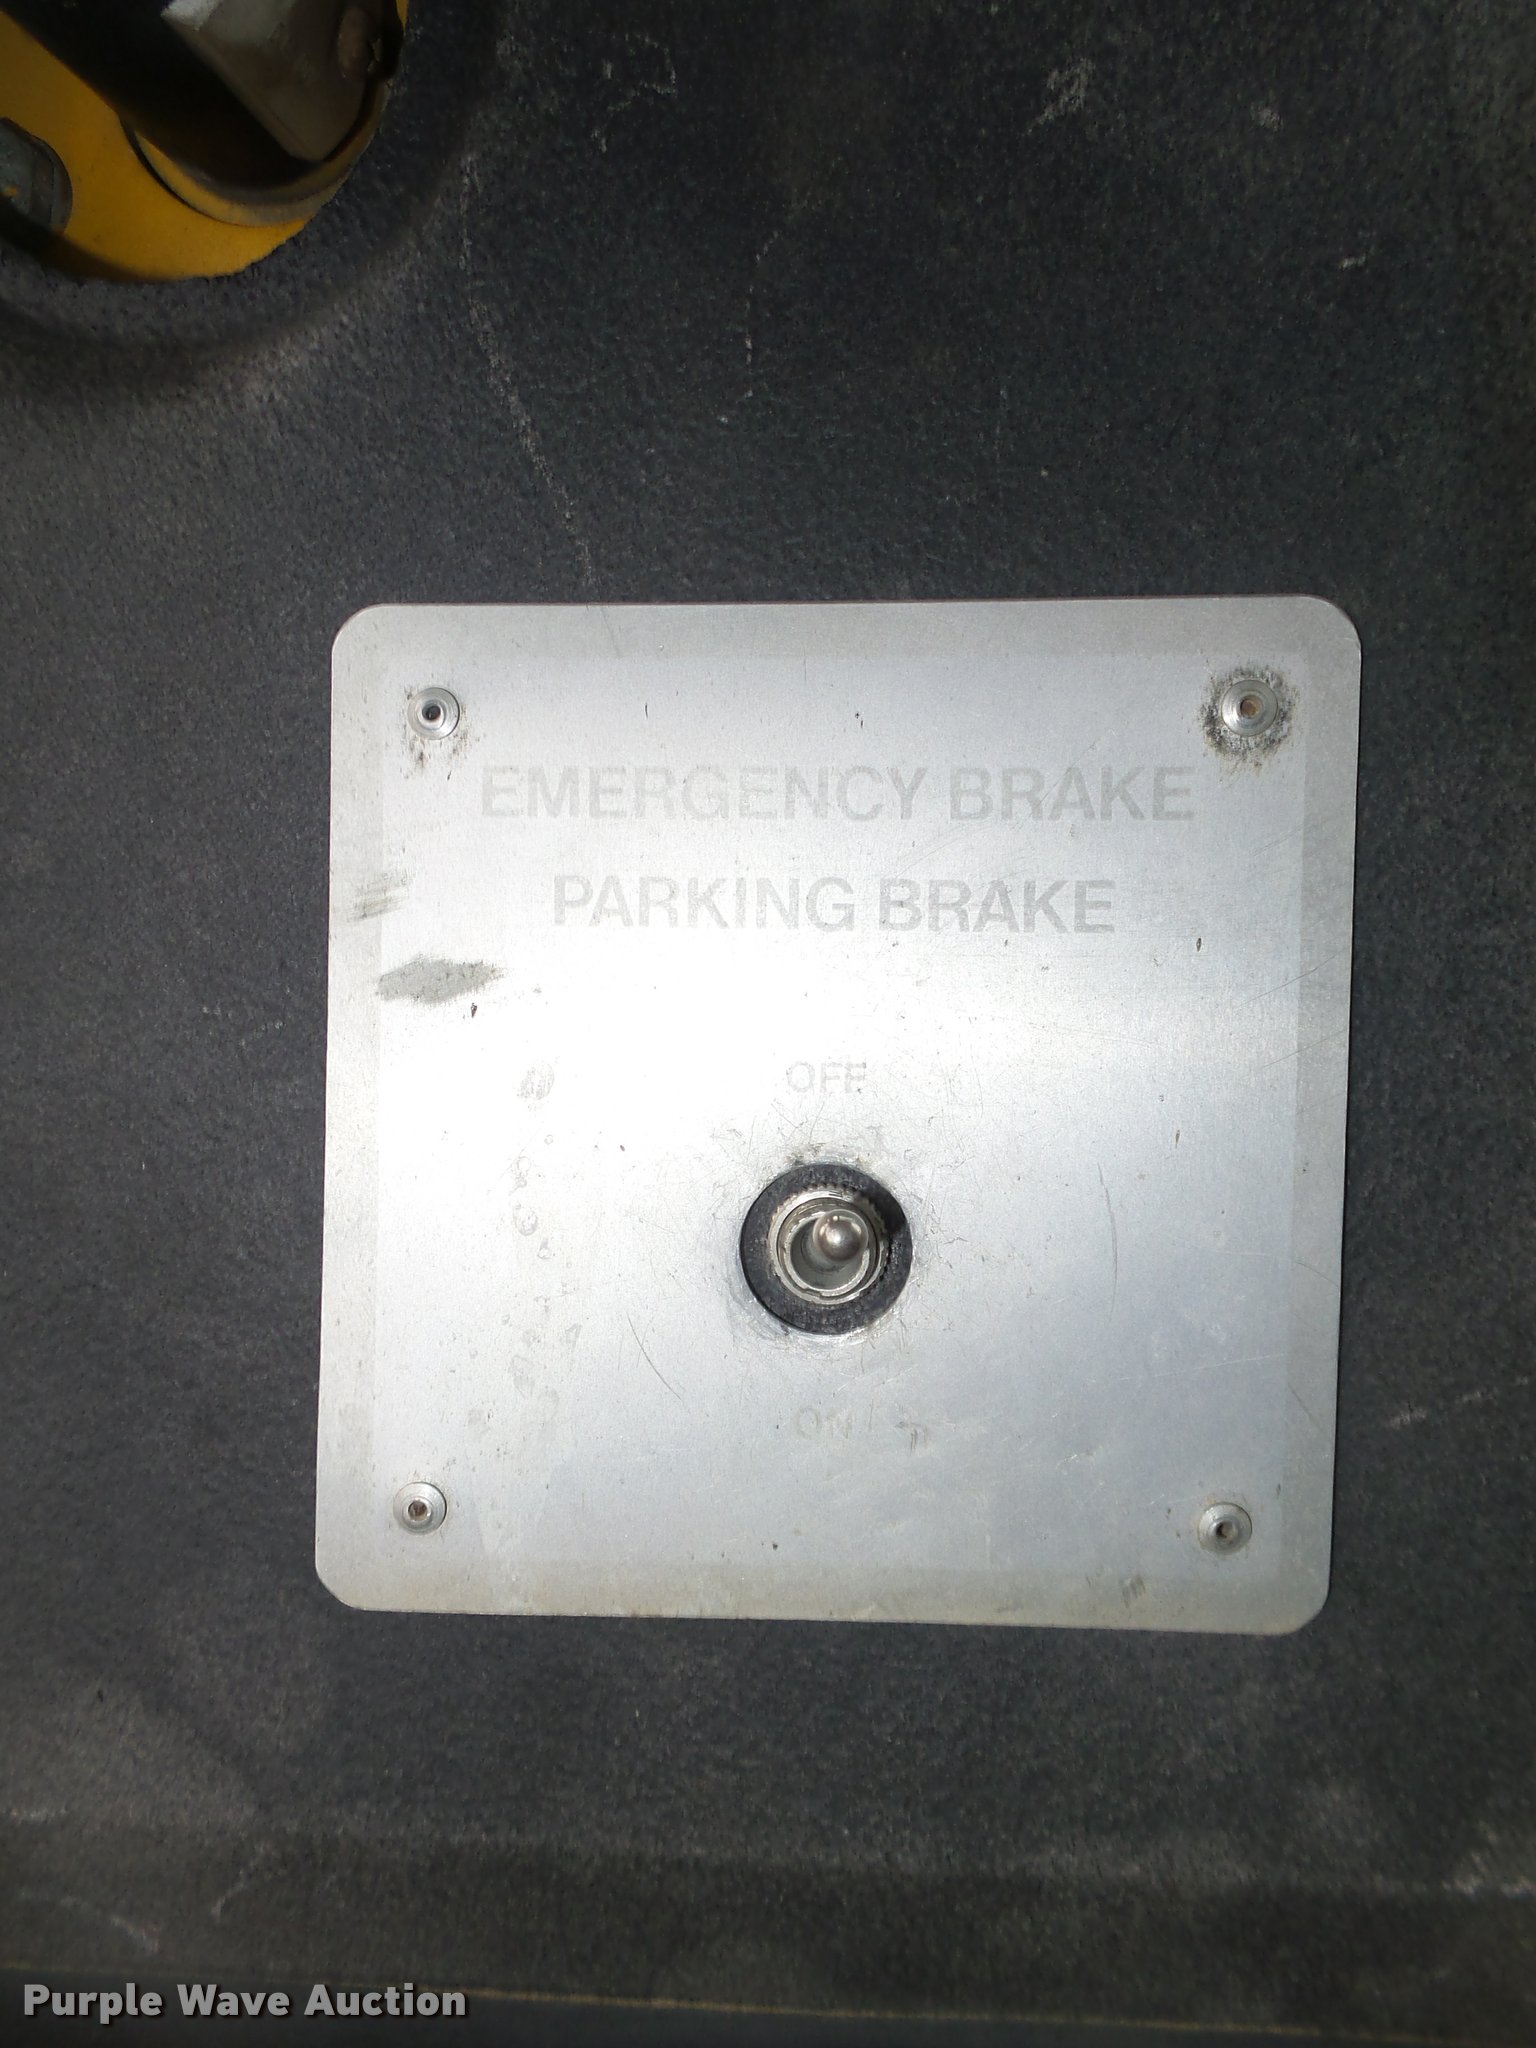 EMERGENCY BRAKE
PARKING BRAKE
OFF
ON
Purple Wave Auction